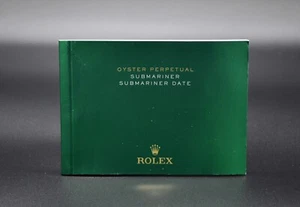 OYSTER PERPETUAL
SUBMARINER
SUBMARINER DATE
ROLEX